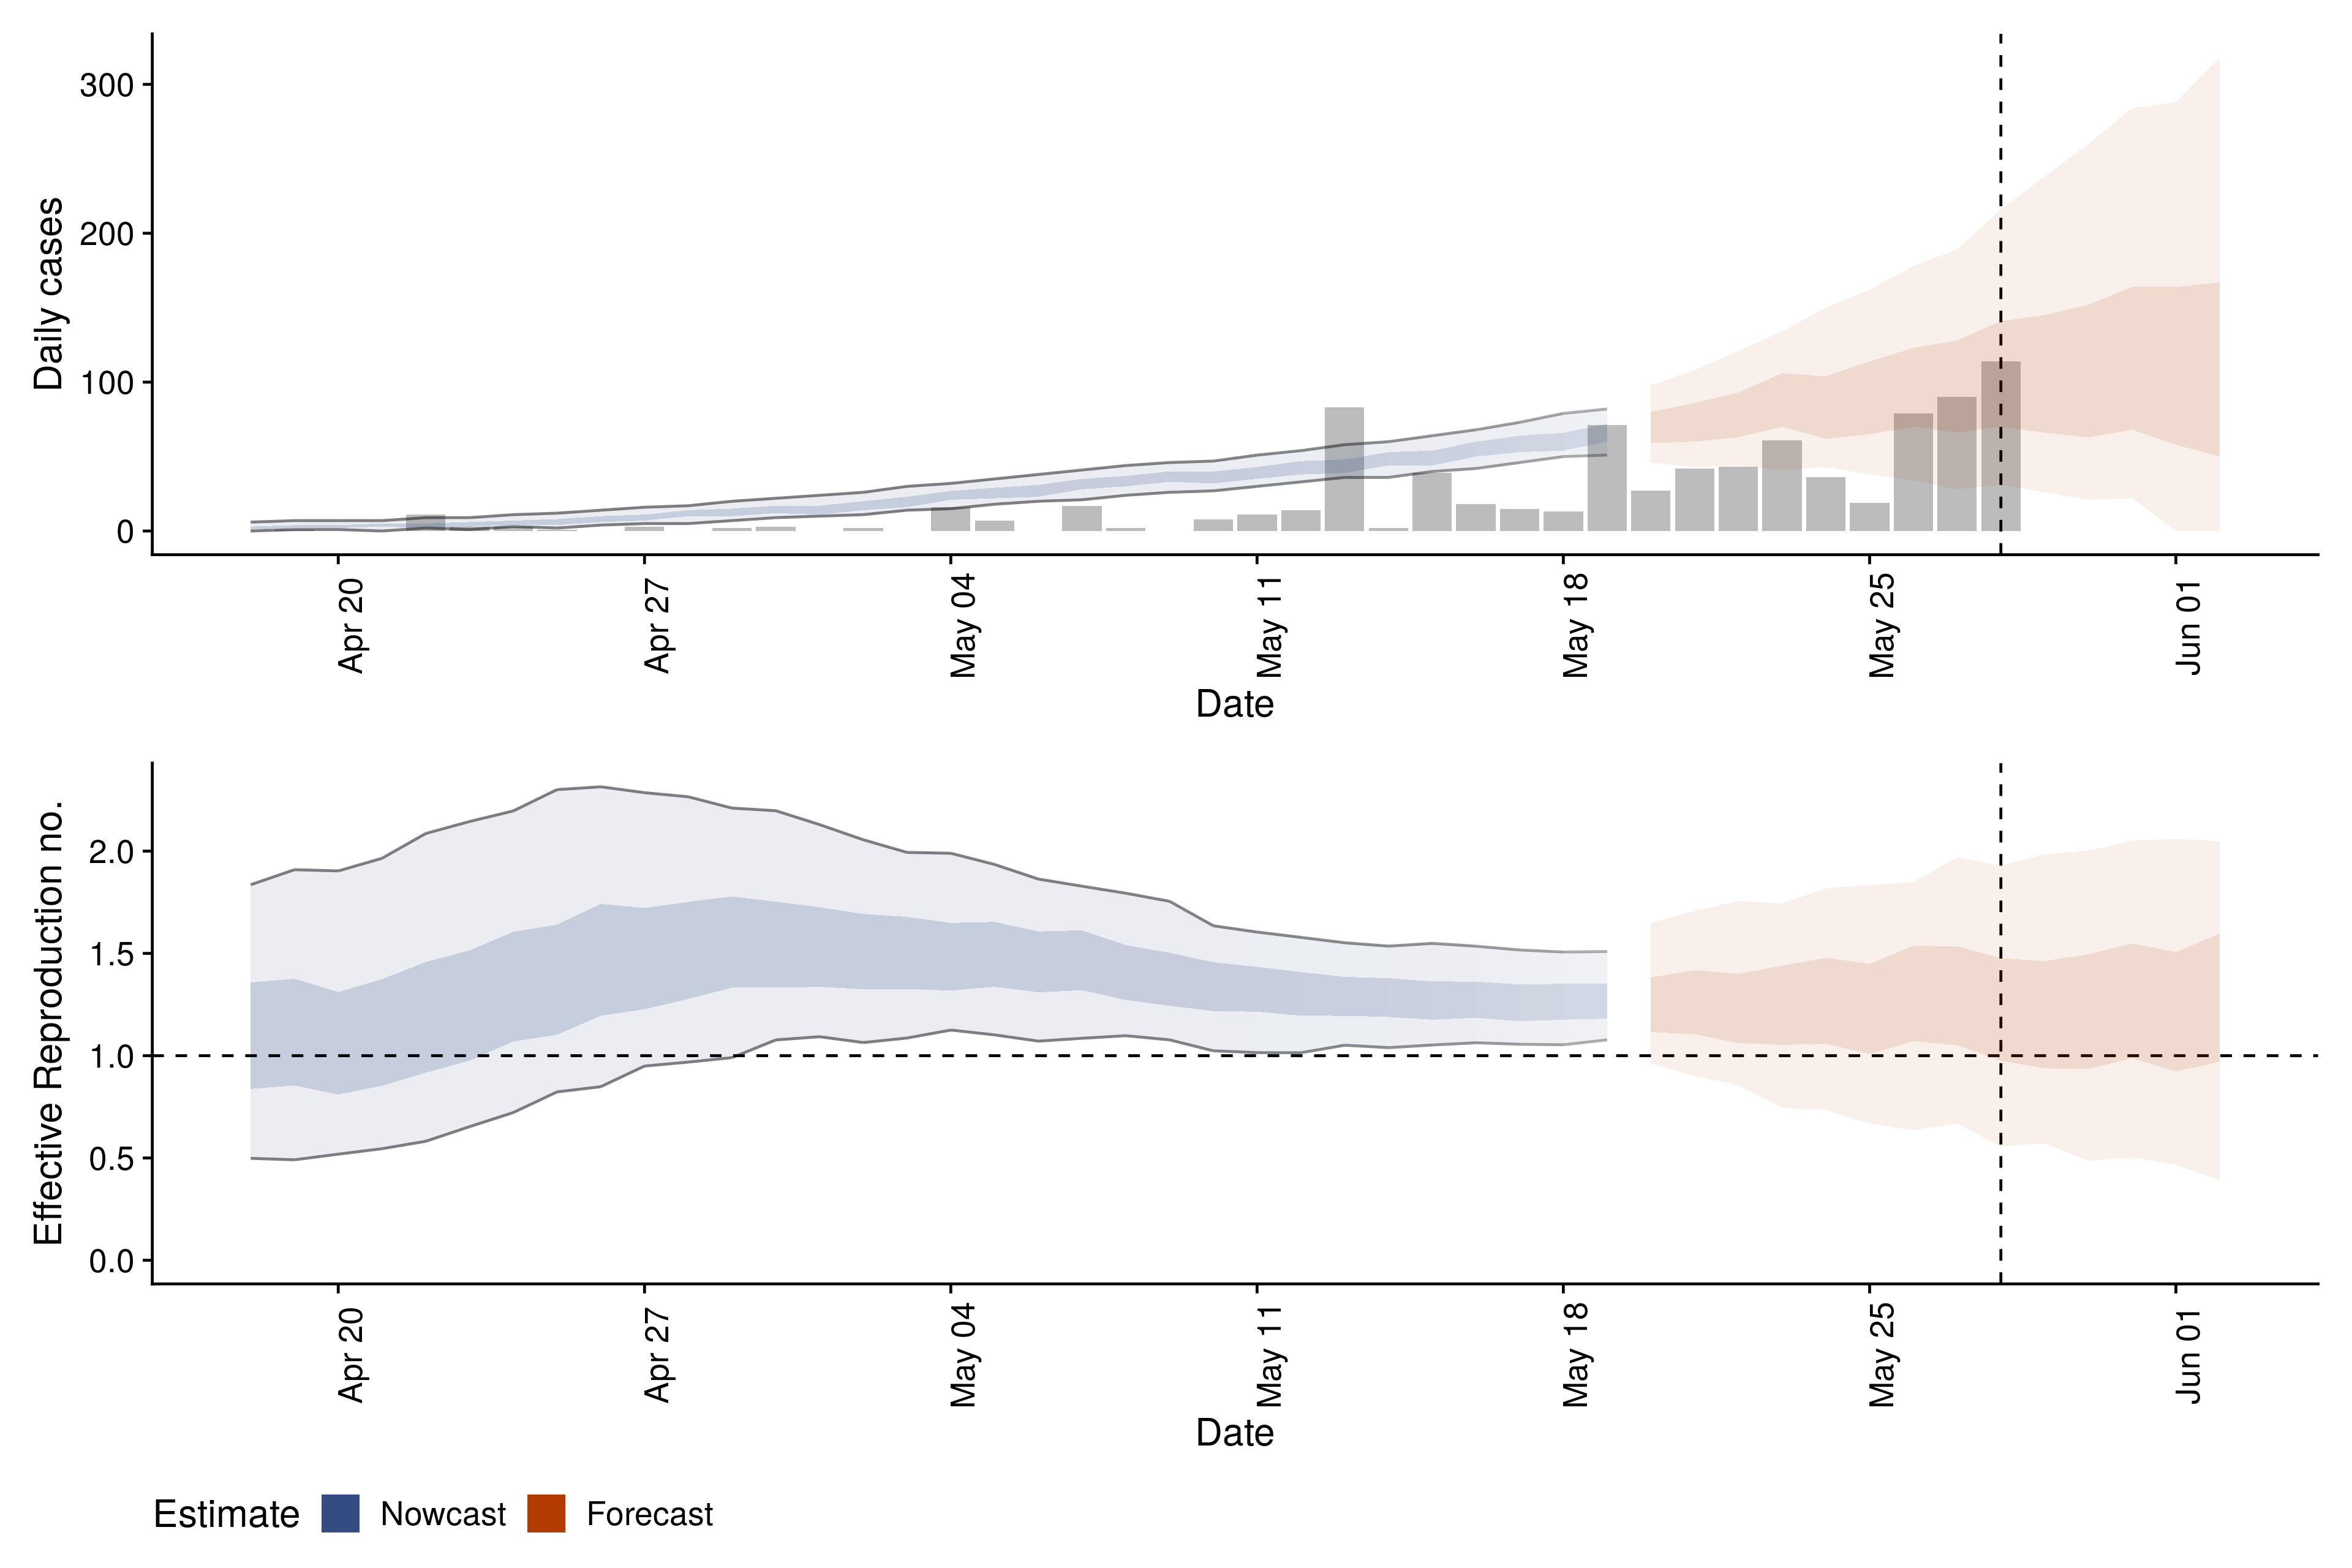 Daily cases
300
200
100
0
Apr 20
Apr 27
May 04
May 11
May 18
May 25
Jun 01
Date
Effective Reproduction no.
2.0
1.5
1.0
0.5
0.0
Apr 20
Apr 27
May 04
May 11
May 18
May 25
Jun 01
Date
Estimate Nowcast Forecast